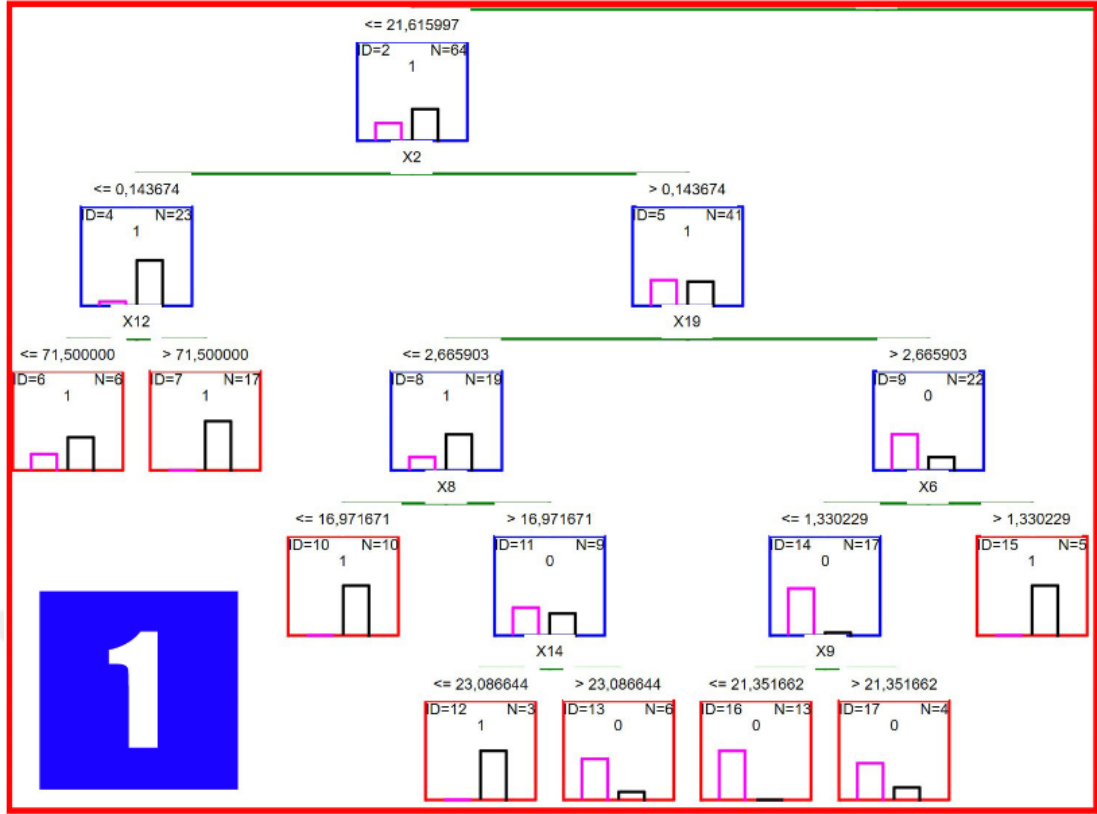 <= 21,615997
ID=2 N=64
1
X2
<= 0,143674 > 0,143674
ID=4 N=23 ID=5 N=41
1 1
X12 X19
<= 71,500000 > 71,500000 <= 2,665903 > 2,665903
ID=6 N=6 ID=7 N=17 ID=8 N=19 ID=9 N=22
1 1 1 0
X8 X6
<= 16,971671 > 16,971671 <= 1,330229 > 1,330229
ID=10 N=10 ID=11 N=9 ID=14 N=17 ID=15 N=5
1 0 0 1
X14 X9
<= 23,086644 > 23,086644 <= 21,351662 > 21,351662
ID=12 N=3 ID=13 N=6 ID=16 N=13 ID=17 N=4
1 0 0 0
1